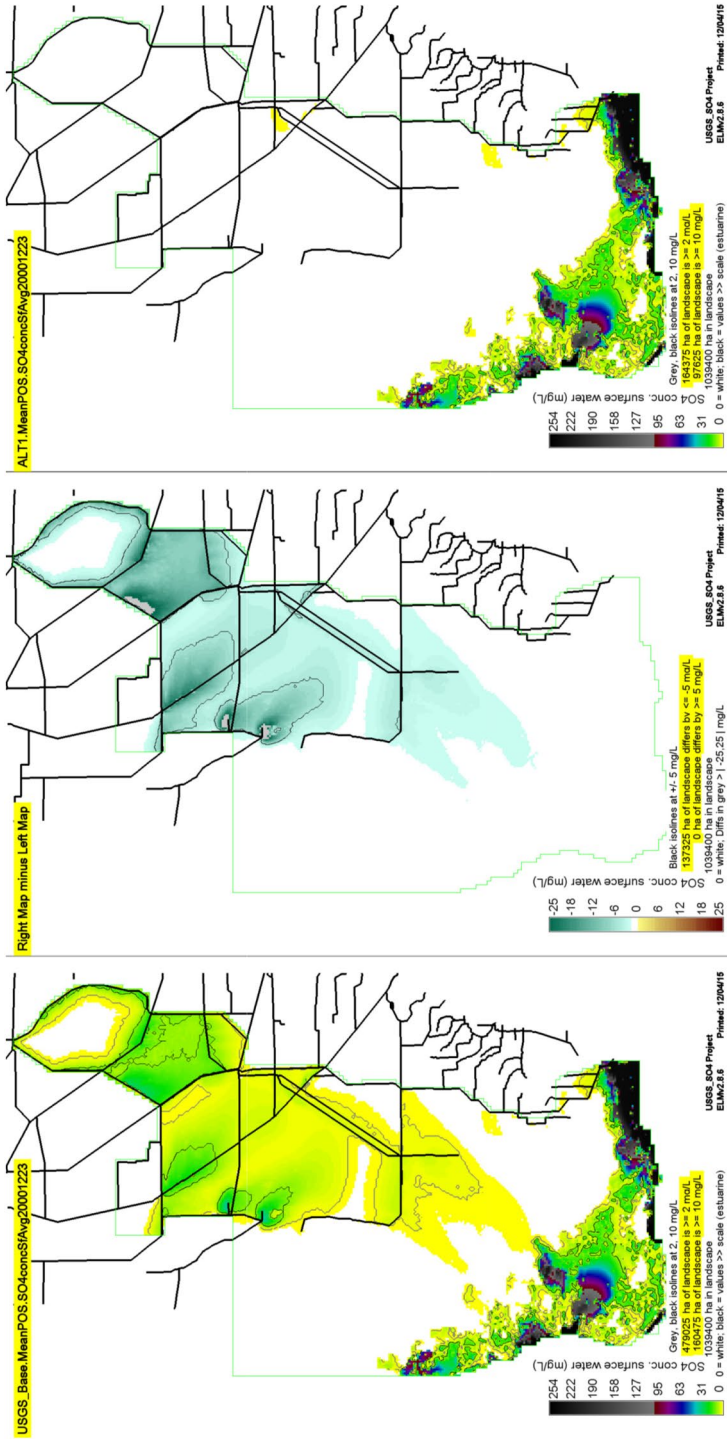 USGS_Base.MeanPOS.SO4concSfAvg20001223
254
222
190
158
127
95
63
31
0
SO4 conc. surface water (mg/L)
Grey, black isolines at 2, 10 mg/L
479025 ha of landscape is >= 2 mg/L
160475 ha of landscape is >= 10 mg/L
1039400 ha in landscape
0 = white; black = values >> scale (estuarine)
USGS_SO4 Project
ELMv2.8.6 Printed: 12/04/15
Right Map minus Left Map
-25
-18
-12
-6
0
6
12
18
25
SO4 conc. surface water (mg/L)
Black isolines at +/- 5 mg/L
137325 ha of landscape differs by <= -5 mg/L
0 ha of landscape differs by >= 5 mg/L
1039400 ha in landscape
0 = white; Diffs in grey > | -25,25 | mg/L
USGS_SO4 Project
ELMv2.8.6 Printed: 12/04/15
ALT1.MeanPOS.SO4concSfAvg20001223
254
222
190
158
127
95
63
31
0
SO4 conc. surface water (mg/L)
Grey, black isolines at 2, 10 mg/L
164375 ha of landscape is >= 2 mg/L
97625 ha of landscape is >= 10 mg/L
1039400 ha in landscape
0 = white; black = values >> scale (estuarine)
USGS_SO4 Project
ELMv2.8.6 Printed: 12/04/15